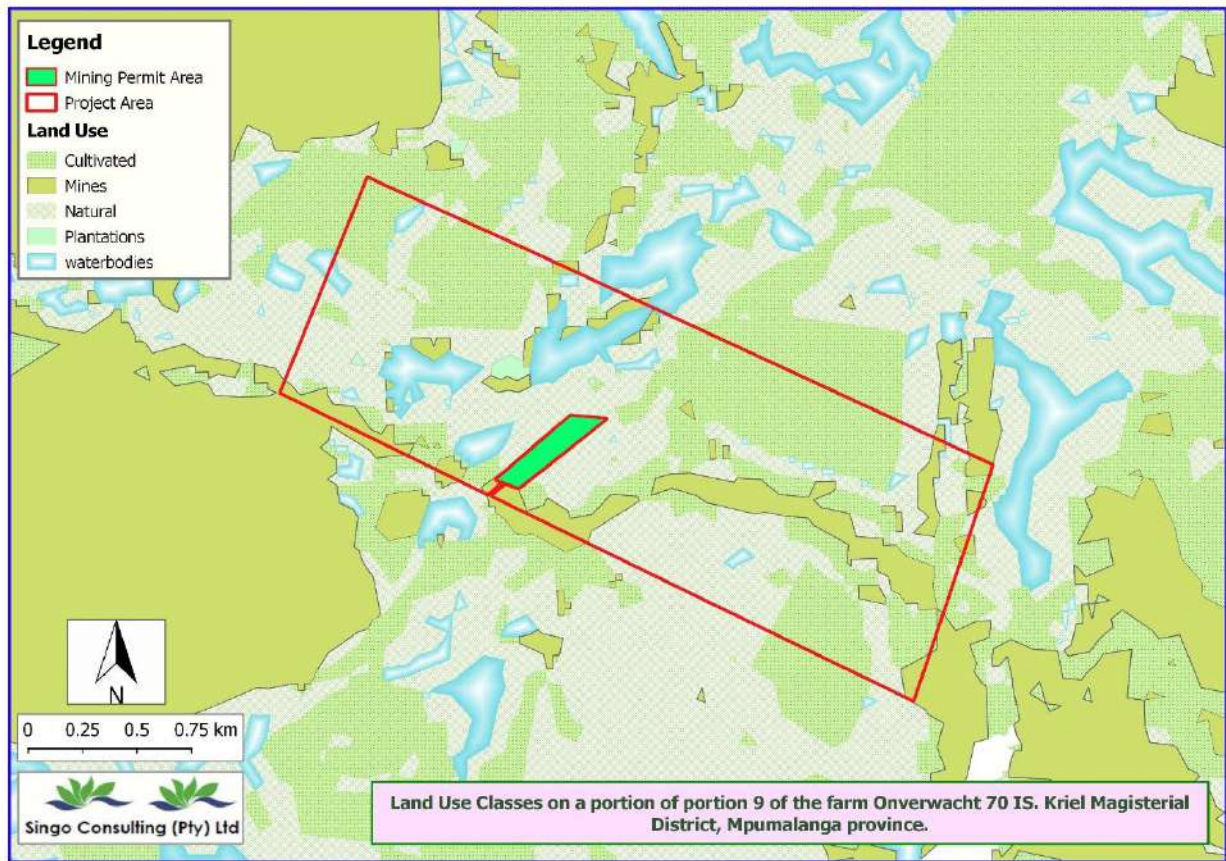 Legend
Mining Permit Area
Project Area
Land Use
Cultivated
Mines
Natural
Plantations
waterbodies
N
0 0.25 0.5 0.75 km
Singo Consulting (Pty) Ltd
Land Use Classes on a portion of portion 9 of the farm Onverwacht 70 IS. Kriel Magisterial
District, Mpumalanga province.